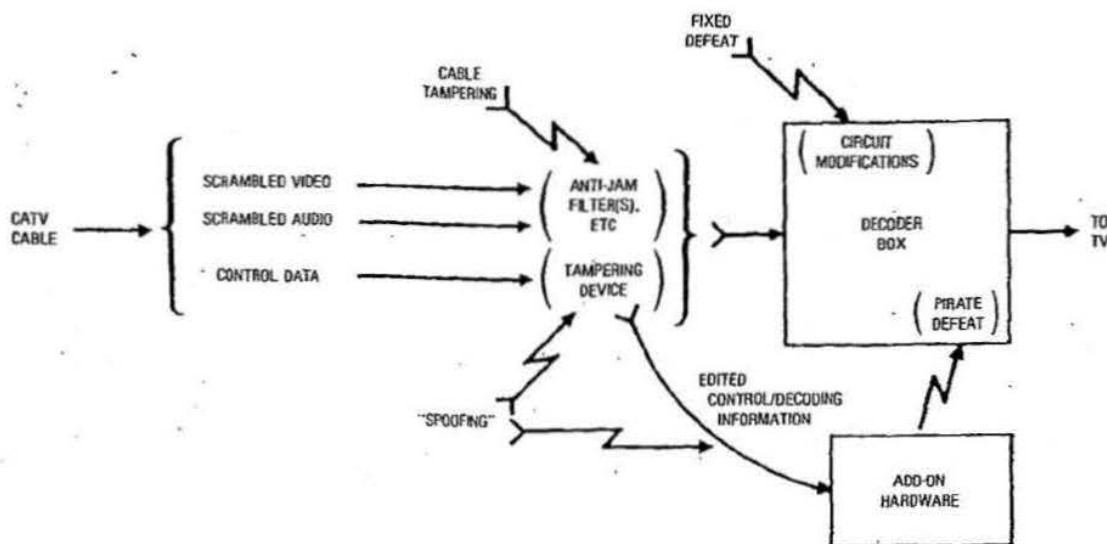 FIXED
DEFEAT
CABLE
TAMPERING
( CIRCUIT
MODIFICATIONS )
SCRAMBLED VIDEO
SCRAMBLED AUDIO
CONTROL DATA
CATV
CABLE
( ANTI-JAM
FILTER(S),
ETC )
( TAMPERING
DEVICE )
DECODER
BOX
TO
TV
( PIRATE
DEFEAT )
"SPOOFING"
EDITED
CONTROL/DECODING
INFORMATION
ADD-ON
HARDWARE